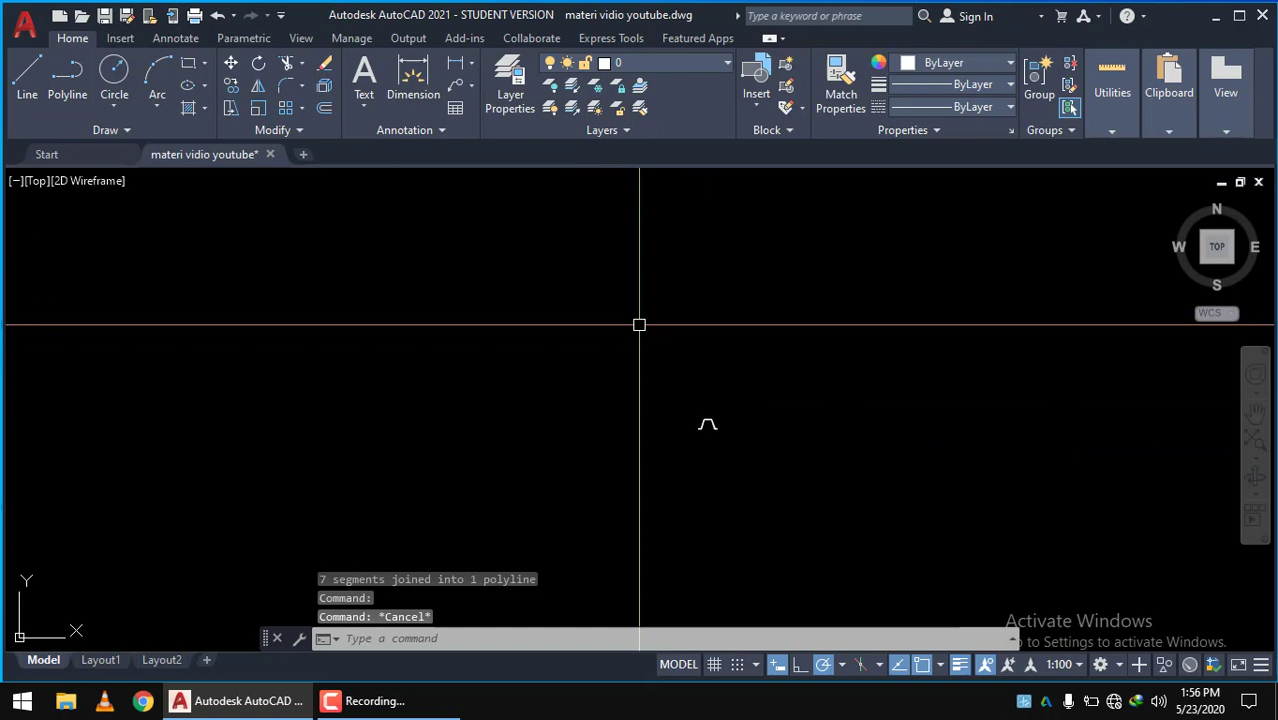 Autodesk AutoCAD 2021 - STUDENT VERSION materi vidio youtube.dwg
Type a keyword or phrase
Sign In
Home Insert Annotate Parametric View Manage Output Add-ins Collaborate Express Tools Featured Apps
Line Polyline Circle Arc
Text Dimension
Layer
Properties
0
Insert
Match
Properties
ByLayer
ByLayer
ByLayer
Group
Utilities Clipboard View
Draw Modify Annotation Layers Block Properties Groups
Start materi vidio youtube*
[−][Top][2D Wireframe]
N
W TOP E
S
WCS
7 segments joined into 1 polyline
Command:
Command: *Cancel*
Type a command
Y
X
Activate Windows
o to Settings to activate Windows.
Model Layout1 Layout2
MODEL 1:100
Autodesk AutoCAD ...
Recording...
1:56 PM
5/23/2020